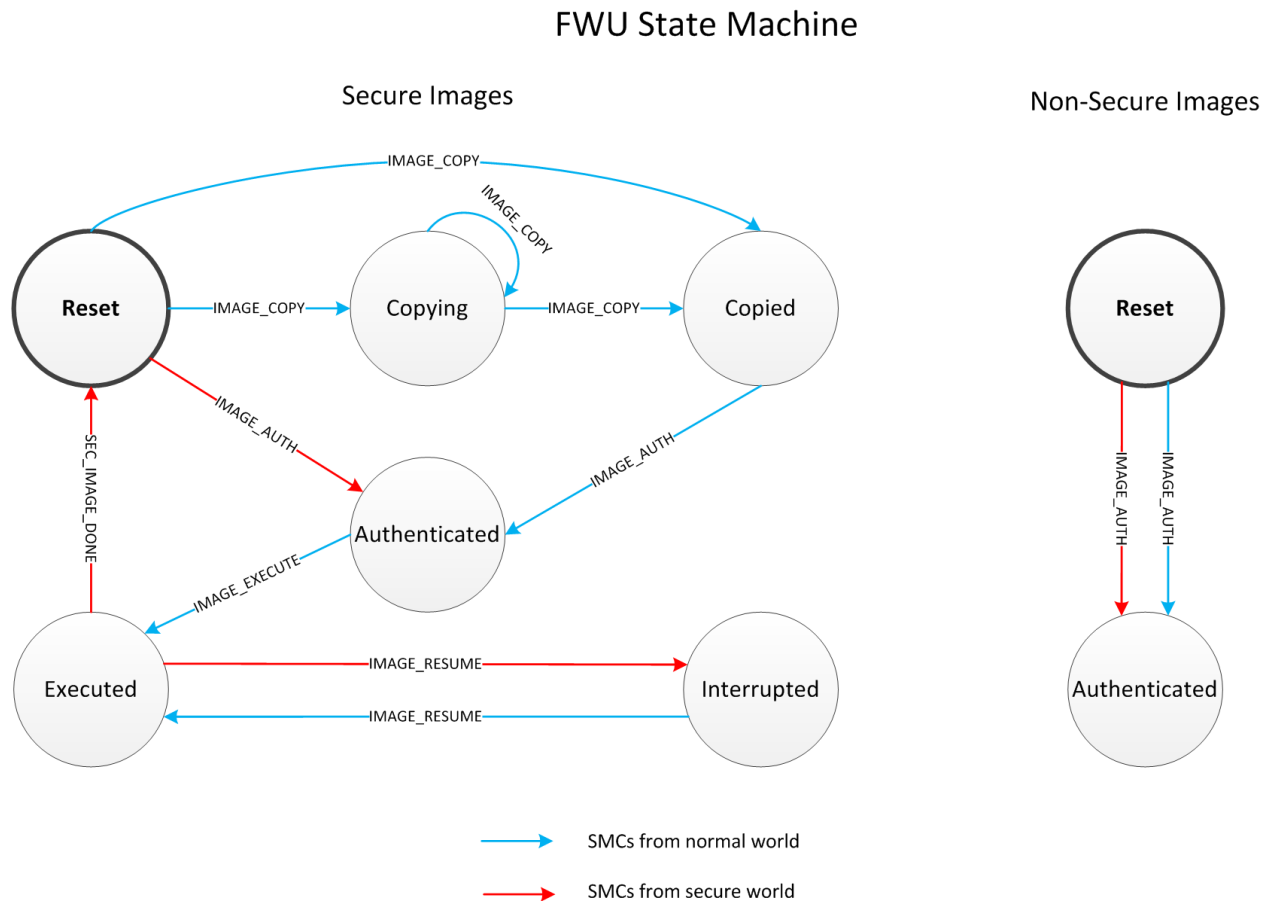 FWU State Machine
Secure Images
Non-Secure Images
IMAGE_COPY
IMAGE_COPY
Reset
IMAGE_COPY
Copying
IMAGE_COPY
Copied
Reset
IMAGE_AUTH
SEC_IMAGE_DONE
IMAGE_AUTH
IMAGE_AUTH
IMAGE_AUTH
Authenticated
IMAGE_EXECUTE
Executed
IMAGE_RESUME
IMAGE_RESUME
Interrupted
Authenticated
SMCs from normal world
SMCs from secure world